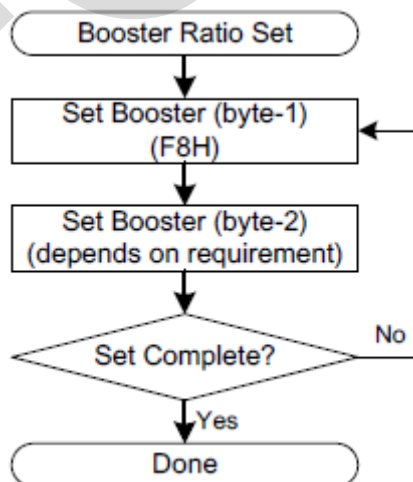 Booster Ratio Set
Set Booster (byte-1)
(F8H)
Set Booster (byte-2)
(depends on requirement)
Set Complete?
No
Yes
Done